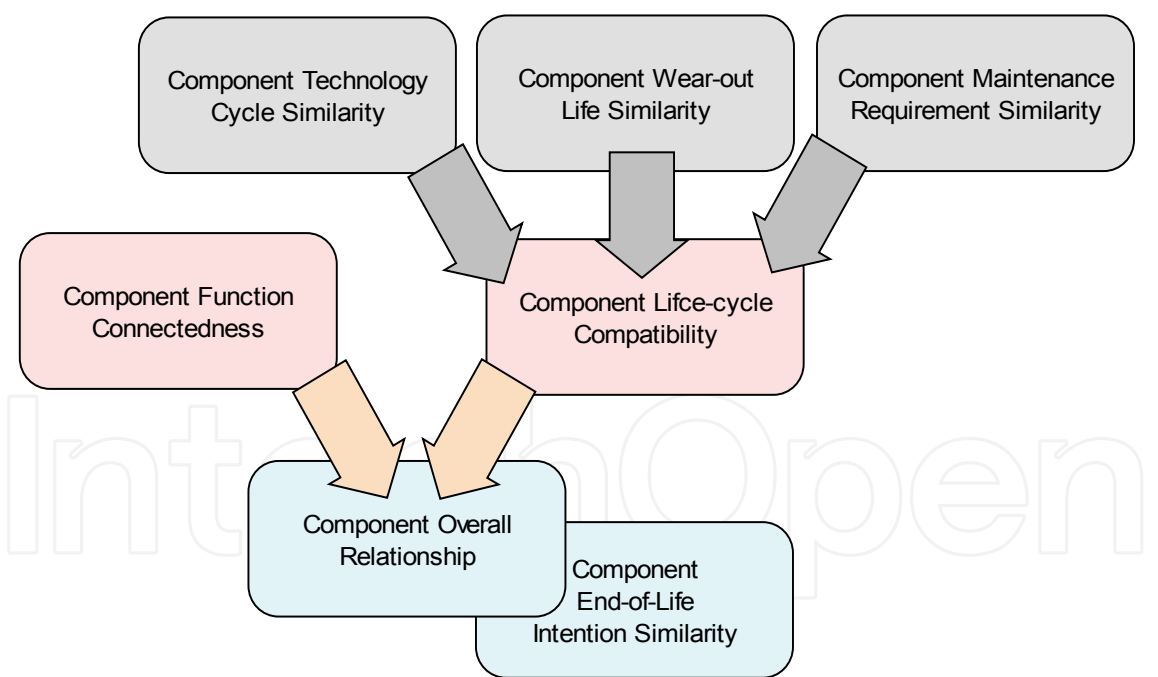 Component Technology
Cycle Similarity
Component Wear-out
Life Similarity
Component Maintenance
Requirement Similarity
Component Function
Connectedness
Component Lifce-cycle
Compatibility
Component Overall
Relationship
Component
End-of-Life
Intention Similarity
IntechOpen